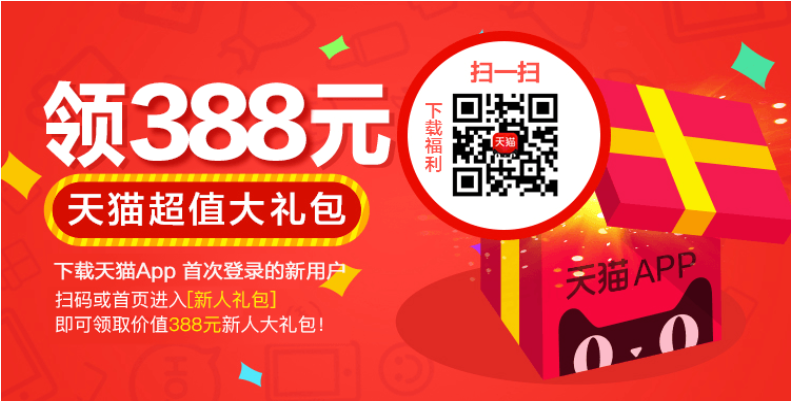 领388元
天猫超值大礼包
下载天猫App 首次登录的新用户
扫码或首页进入[新人礼包]
即可领取价值388元新人大礼包!
扫一扫
下载福利
天猫
天猫APP